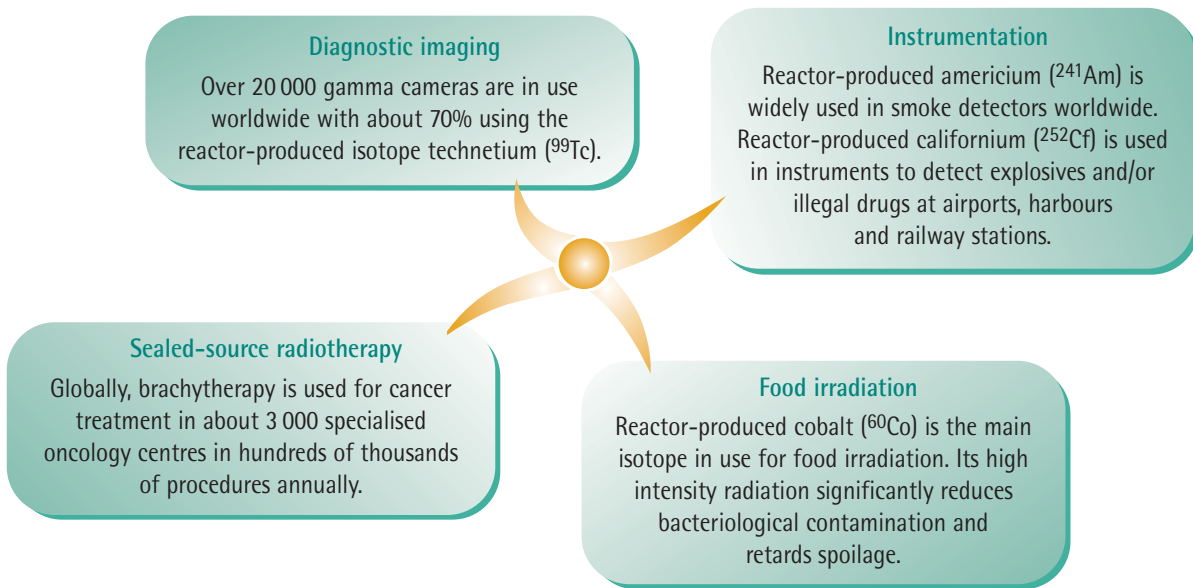 Diagnostic imaging
Over 20 000 gamma cameras are in use
worldwide with about 70% using the
reactor-produced isotope technetium (⁹⁹Tc).
Instrumentation
Reactor-produced americium (²⁴¹Am) is
widely used in smoke detectors worldwide.
Reactor-produced californium (²⁵²Cf) is used
in instruments to detect explosives and/or
illegal drugs at airports, harbours
and railway stations.
Sealed-source radiotherapy
Globally, brachytherapy is used for cancer
treatment in about 3 000 specialised
oncology centres in hundreds of thousands
of procedures annually.
Food irradiation
Reactor-produced cobalt (⁶⁰Co) is the main
isotope in use for food irradiation. Its high
intensity radiation significantly reduces
bacteriological contamination and
retards spoilage.